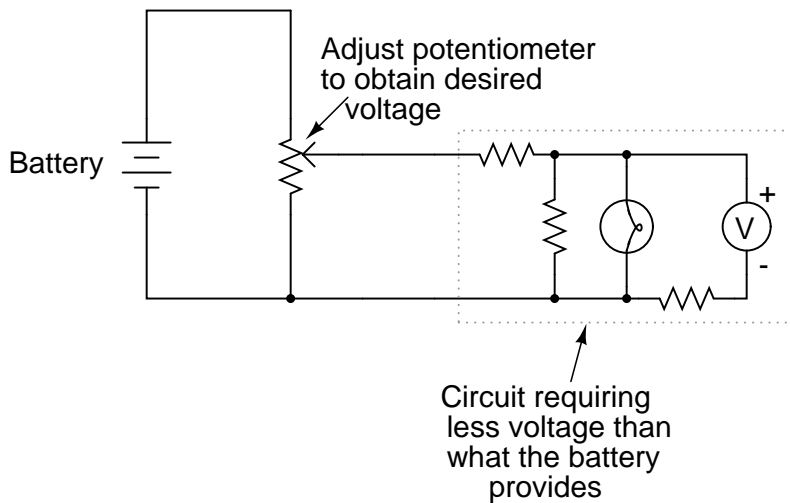 Adjust potentiometer
to obtain desired
voltage
Battery
+
V
-
Circuit requiring
less voltage than
what the battery
provides